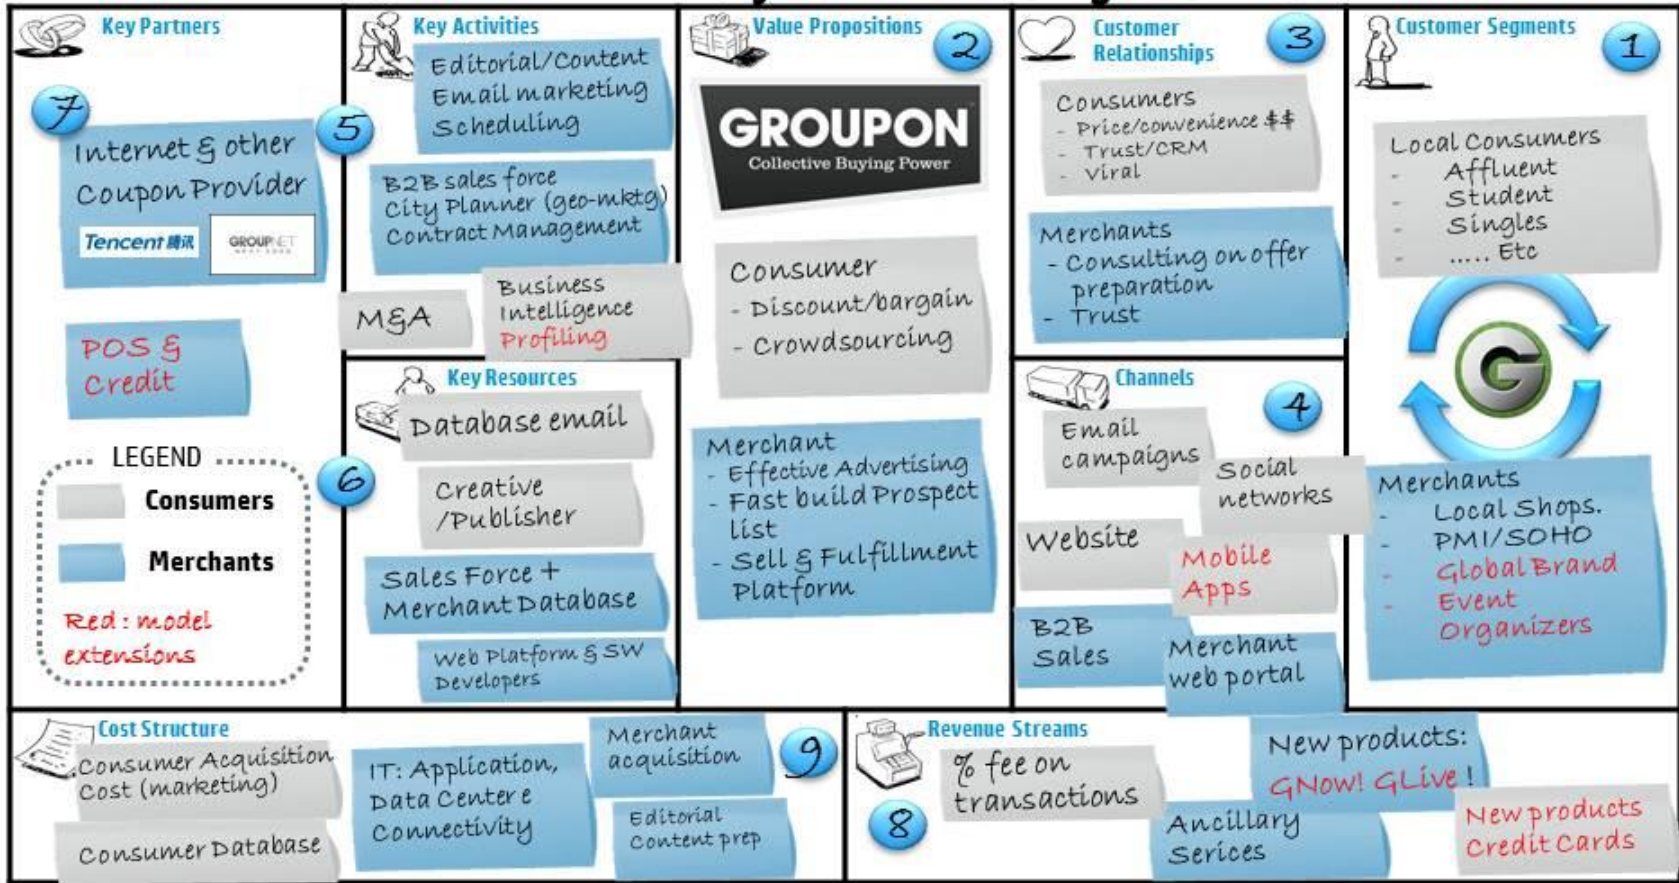 Key Partners
7
Internet & other
Coupon Provider
Tencent 腾讯
GROUPNET
POS &
Credit
LEGEND
Consumers
Merchants
Red: model
extensions
Key Activities
5
Editorial/Content
Email marketing
Scheduling
B2B sales force
City Planner (geo-mktg)
Contract Management
M&A
Business
Intelligence
Profiling
Key Resources
6
Database email
Creative
/Publisher
Sales Force +
Merchant Database
Web Platform & SW
Developers
Value Propositions
2
GROUPON
Collective Buying Power
Consumer
- Discount/bargain
- Crowdsourcing
Merchant
- Effective Advertising
- Fast build Prospect
list
- Sell & Fulfillment
Platform
Customer
Relationships
3
Consumers
- Price/convenience $$
- Trust/CRM
- Viral
Merchants
- Consulting on offer
preparation
- Trust
Channels
4
Email
campaigns
Social
networks
Website
Mobile
Apps
B2B
Sales
Merchant
web portal
Customer Segments
1
Local Consumers
- Affluent
- Student
- Singles
- ..... Etc
G
Merchants
- Local Shops.
- PMI/SOHO
- Global Brand
- Event
Organizers
Cost Structure
9
Consumer Acquisition
Cost (marketing)
Consumer Database
IT: Application,
Data Center e
Connectivity
Merchant
acquisition
Editorial
Content prep
Revenue Streams
8
% fee on
transactions
New products:
GNow! GLive !
Ancillary
Serices
New products
Credit Cards